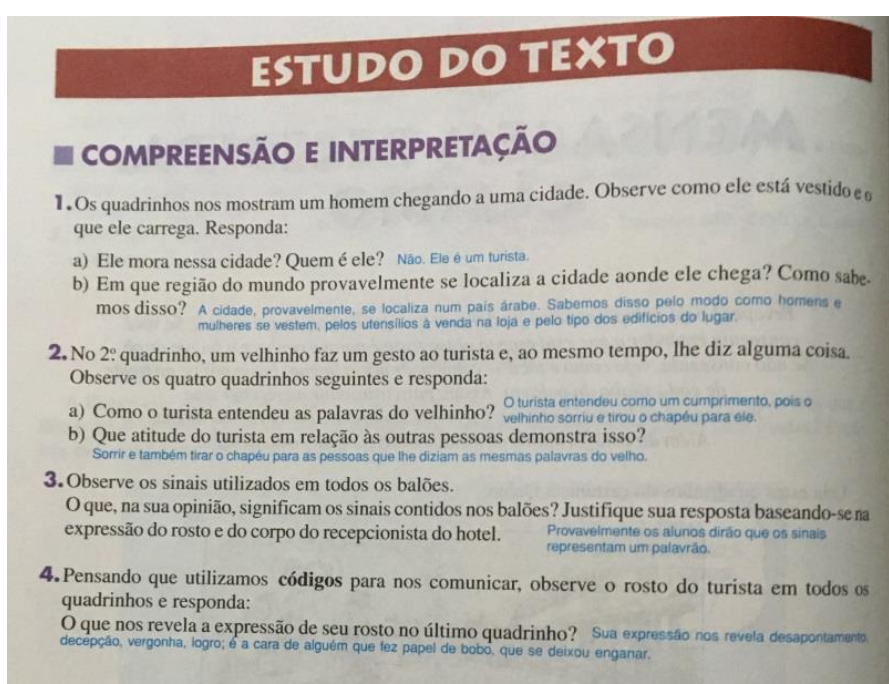 ESTUDO DO TEXTO
COMPREENSÃO E INTERPRETAÇÃO
1. Os quadrinhos nos mostram um homem chegando a uma cidade. Observe como ele está vestido e o
que ele carrega. Responda:
a) Ele mora nessa cidade? Quem é ele? Não. Ele é um turista.
b) Em que região do mundo provavelmente se localiza a cidade aonde ele chega? Como sabe-
mos disso? A cidade, provavelmente, se localiza num país árabe. Sabemos disso pelo modo como homens e
mulheres se vestem, pelos utensílios à venda na loja e pelo tipo dos edifícios do lugar.
2. No 2º quadrinho, um velhinho faz um gesto ao turista e, ao mesmo tempo, lhe diz alguma coisa.
Observe os quatro quadrinhos seguintes e responda:
a) Como o turista entendeu as palavras do velhinho? O turista entendeu como um cumprimento, pois o
velhinho sorriu e tirou o chapéu para ele.
b) Que atitude do turista em relação às outras pessoas demonstra isso?
Sorrir e também tirar o chapéu para as pessoas que lhe diziam as mesmas palavras do velho.
3. Observe os sinais utilizados em todos os balões.
O que, na sua opinião, significam os sinais contidos nos balões? Justifique sua resposta baseando-se na
expressão do rosto e do corpo do recepcionista do hotel. Provavelmente os alunos dirão que os sinais
representam um palavrão.
4. Pensando que utilizamos códigos para nos comunicar, observe o rosto do turista em todos os
quadrinhos e responda:
O que nos revela a expressão de seu rosto no último quadrinho? Sua expressão nos revela desapontamento,
decepção, vergonha, logro; é a cara de alguém que fez papel de bobo, que se deixou enganar.